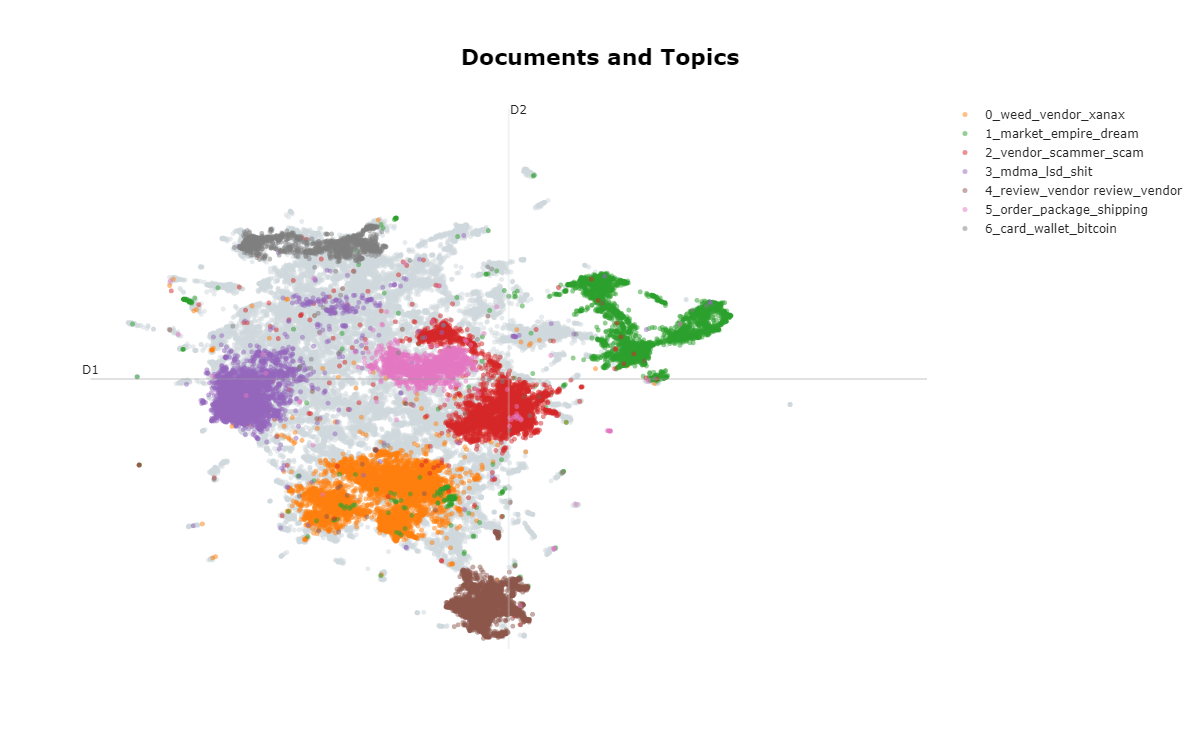 Documents and Topics
D2
D1
0_weed_vendor_xanax
1_market_empire_dream
2_vendor_scammer_scam
3_mdma_lsd_shit
4_review_vendor review_vendor
5_order_package_shipping
6_card_wallet_bitcoin